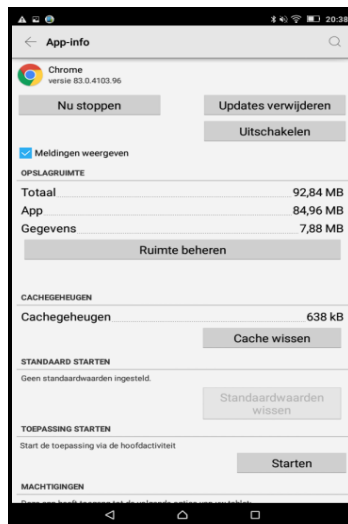 20:38
App-info
Chrome
versie 83.0.4103.96
Nu stoppen
Updates verwijderen
Uitschakelen
Meldingen weergeven
OPSLAGRUIMTE
Totaal 92,84 MB
App 84,96 MB
Gegevens 7,88 MB
Ruimte beheren
CACHEGEHEUGEN
Cachegeheugen 638 kB
Cache wissen
STANDAARD STARTEN
Geen standaardwaarden ingesteld.
Standaardwaarden
wissen
TOEPASSING STARTEN
Start de toepassing via de hoofdactiviteit
Starten
MACHTIGINGEN